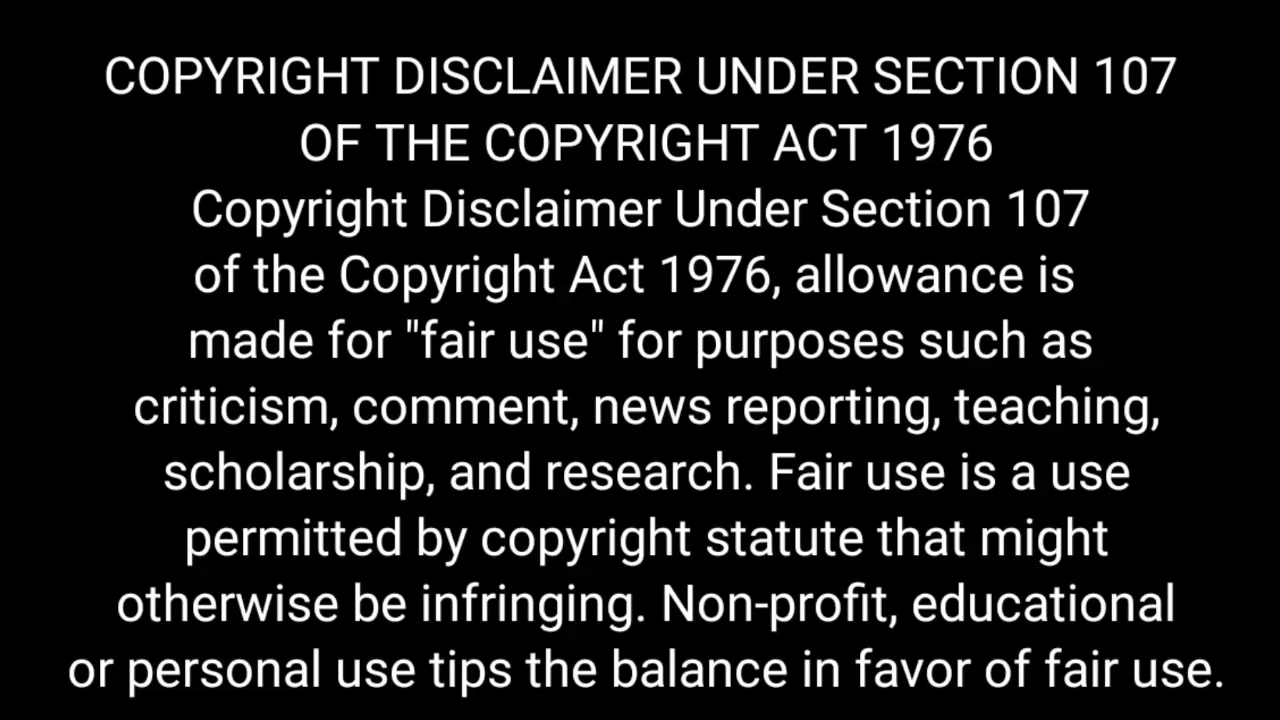 COPYRIGHT DISCLAIMER UNDER SECTION 107
OF THE COPYRIGHT ACT 1976
Copyright Disclaimer Under Section 107
of the Copyright Act 1976, allowance is
made for "fair use" for purposes such as
criticism, comment, news reporting, teaching,
scholarship, and research. Fair use is a use
permitted by copyright statute that might
otherwise be infringing. Non-profit, educational
or personal use tips the balance in favor of fair use.